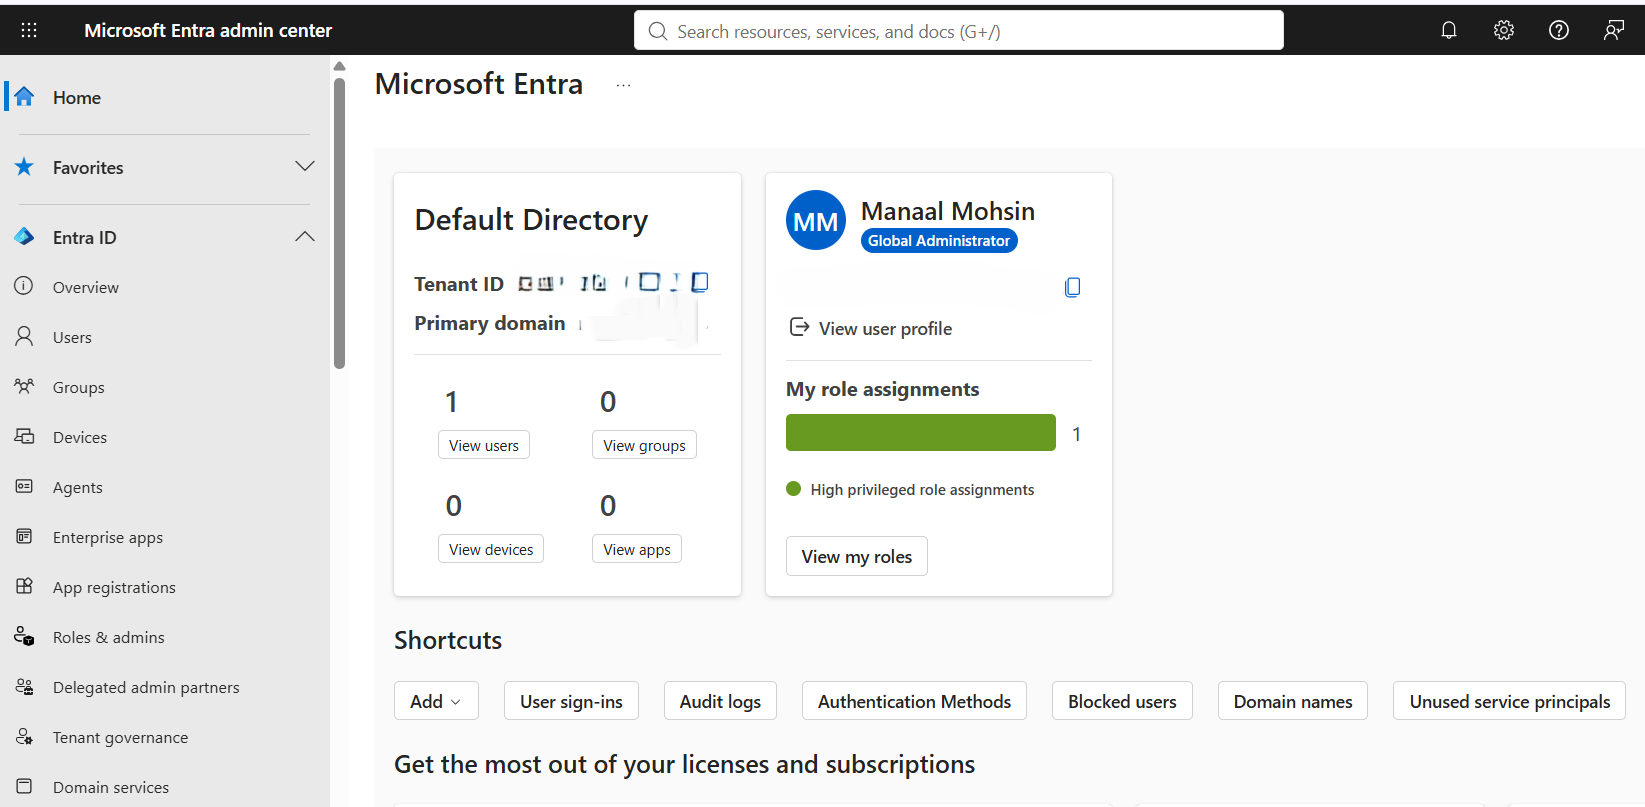 Microsoft Entra admin center
Search resources, services, and docs (G+/)
Home
Favorites
Entra ID
Overview
Users
Groups
Devices
Agents
Enterprise apps
App registrations
Roles & admins
Delegated admin partners
Tenant governance
Domain services
Microsoft Entra ...
Default Directory
Tenant ID
Primary domain
1
View users
0
View groups
0
View devices
0
View apps
MM
Manaal Mohsin
Global Administrator
View user profile
My role assignments
1
High privileged role assignments
View my roles
Shortcuts
Add
User sign-ins
Audit logs
Authentication Methods
Blocked users
Domain names
Unused service principals
Get the most out of your licenses and subscriptions